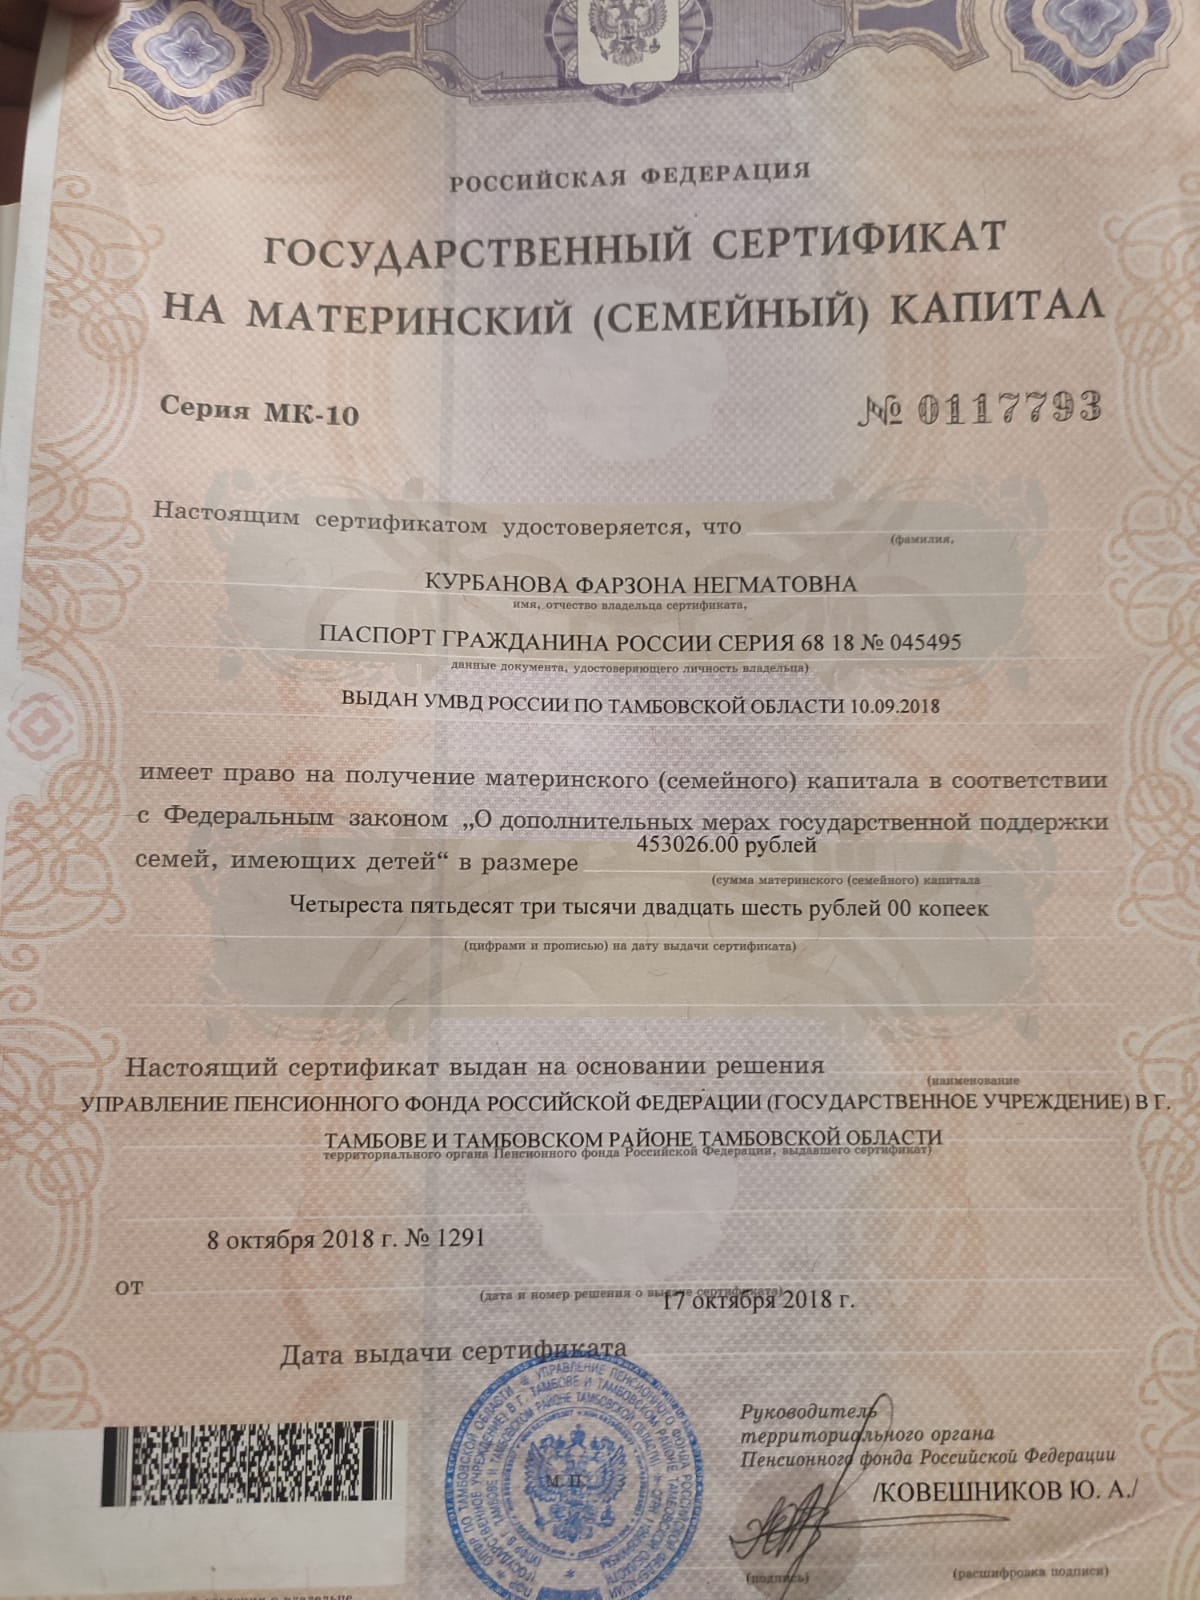 РОССИЙСКАЯ ФЕДЕРАЦИЯ
ГОСУДАРСТВЕННЫЙ СЕРТИФИКАТ
НА МАТЕРИНСКИЙ (СЕМЕЙНЫЙ) КАПИТАЛ
Серия МК-10 № 0117793
Настоящим сертификатом удостоверяется, что
(фамилия,
КУРБАНОВА ФАРЗОНА НЕГМАТОВНА
имя, отчество владельца сертификата,
ПАСПОРТ ГРАЖДАНИНА РОССИИ СЕРИЯ 68 18 № 045495
данные документа, удостоверяющего личность владельца)
ВЫДАН УМВД РОССИИ ПО ТАМБОВСКОЙ ОБЛАСТИ 10.09.2018
имеет право на получение материнского (семейного) капитала в соответствии
с Федеральным законом „О дополнительных мерах государственной поддержки
453026.00 рублей
семей, имеющих детей“ в размере
(сумма материнского (семейного) капитала
Четыреста пятьдесят три тысячи двадцать шесть рублей 00 копеек
(цифрами и прописью) на дату выдачи сертификата)
Настоящий сертификат выдан на основании решения
(наименование
УПРАВЛЕНИЕ ПЕНСИОННОГО ФОНДА РОССИЙСКОЙ ФЕДЕРАЦИИ (ГОСУДАРСТВЕННОЕ УЧРЕЖДЕНИЕ) В Г.
ТАМБОВЕ И ТАМБОВСКОМ РАЙОНЕ ТАМБОВСКОЙ ОБЛАСТИ
территориального органа Пенсионного фонда Российской Федерации, выдавшего сертификат)
8 октября 2018 г. № 1291
от
(дата и номер решения о выдаче сертификата)
17 октября 2018 г.
Дата выдачи сертификата
Руководитель
территориального органа
Пенсионного фонда Российской Федерации
/КОВЕШНИКОВ Ю. А./
М.П.
(подпись) (расшифровка подписи)